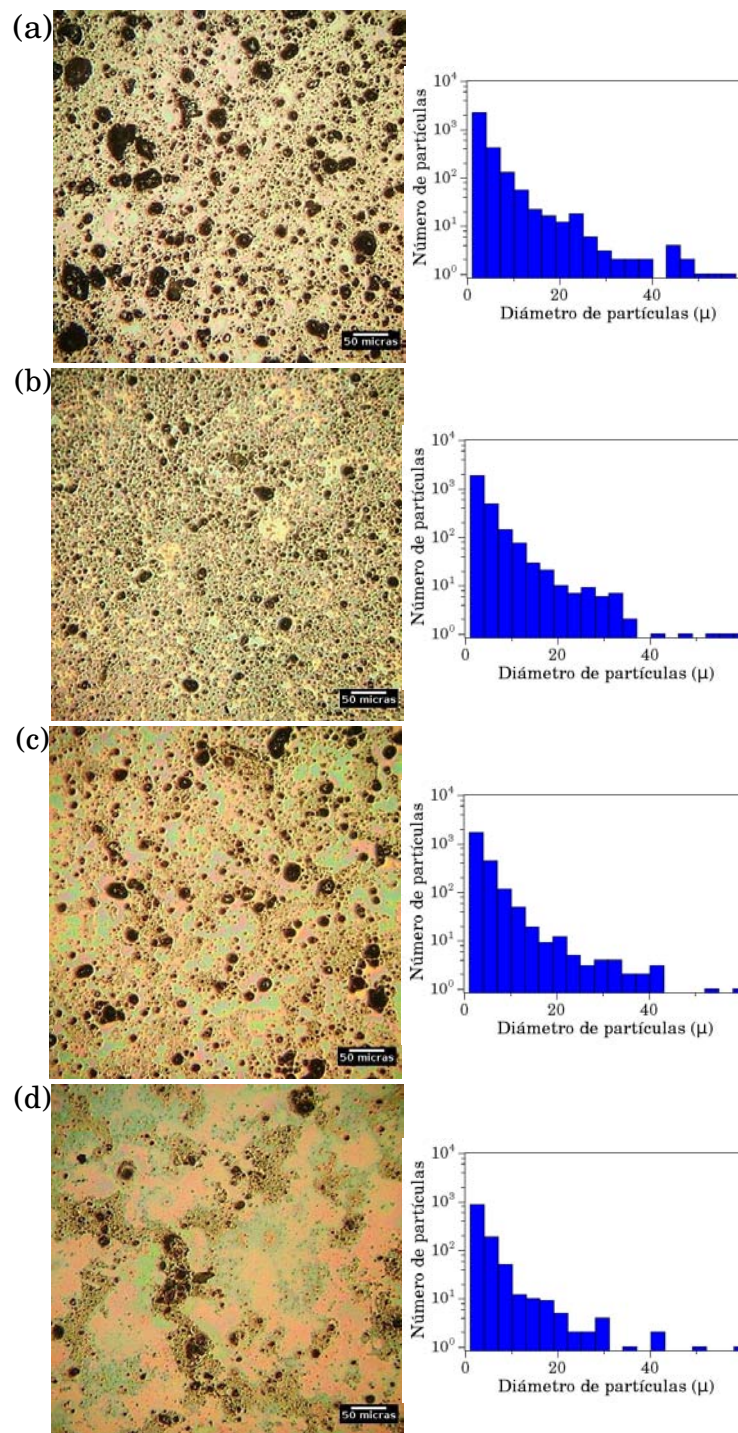 (a)
50 micras
Número de partículas
10^4
10^3
10^2
10^1
10^0
0 20 40
Diámetro de partículas (μ)
(b)
50 micras
Número de partículas
10^4
10^3
10^2
10^1
10^0
0 20 40
Diámetro de partículas (μ)
(c)
50 micras
Número de partículas
10^4
10^3
10^2
10^1
10^0
0 20 40
Diámetro de partículas (μ)
(d)
50 micras
Número de partículas
10^4
10^3
10^2
10^1
10^0
0 20 40
Diámetro de partículas (μ)